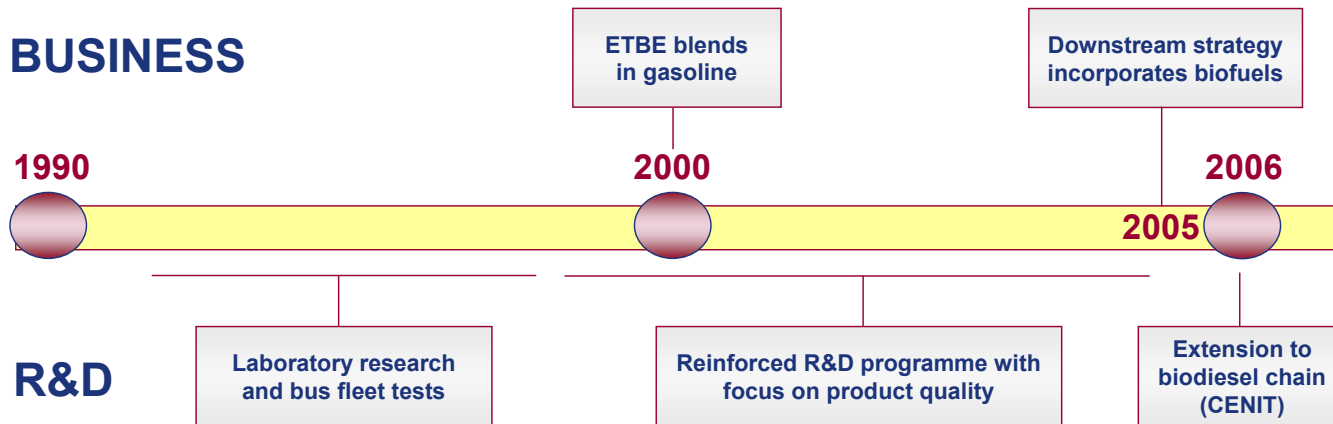 BUSINESS
ETBE blends
in gasoline
Downstream strategy
incorporates biofuels
1990
2000
2006
2005
Laboratory research
and bus fleet tests
Reinforced R&D programme with
focus on product quality
Extension to
biodiesel chain
(CENIT)
R&D